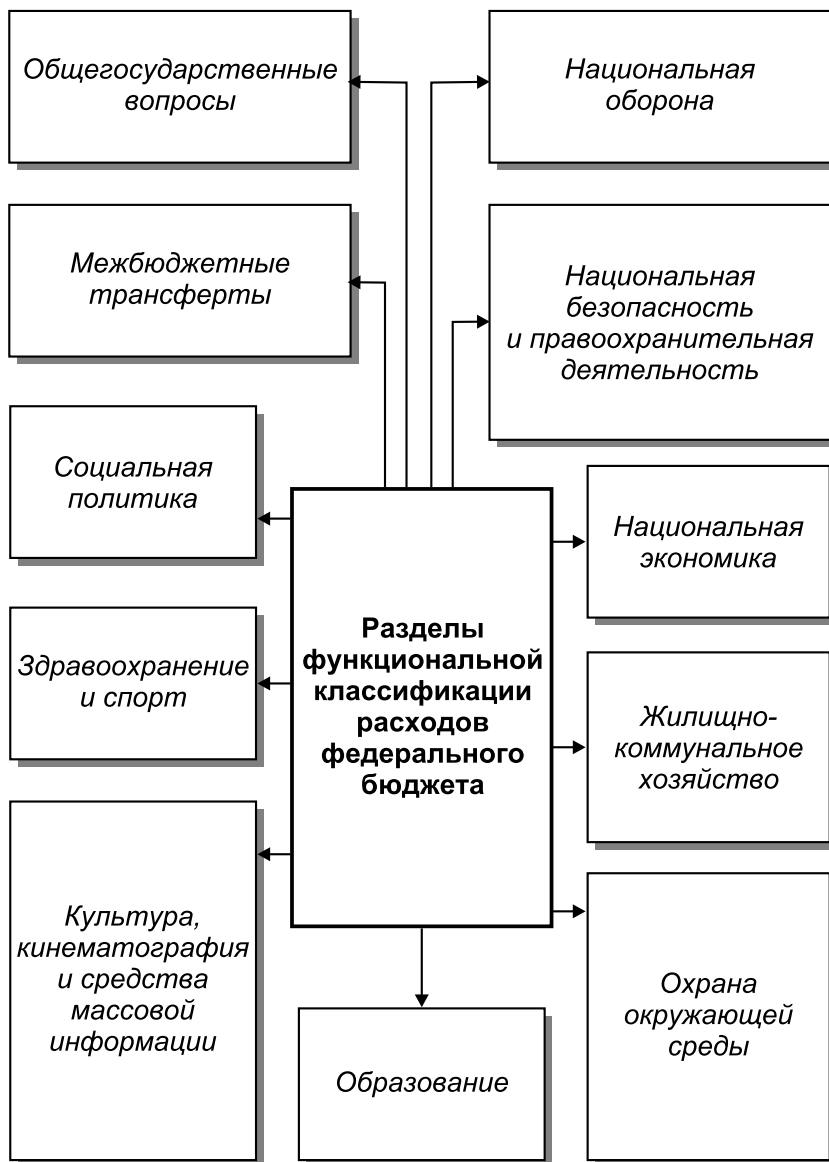 Общегосударственные
вопросы
Национальная
оборона
Межбюджетные
трансферты
Национальная
безопасность
и правоохранительная
деятельность
Социальная
политика
Национальная
экономика
Разделы
функциональной
классификации
расходов
федерального
бюджета
Здравоохранение
и спорт
Жилищно-
коммунальное
хозяйство
Культура,
кинематография
и средства
массовой
информации
Образование
Охрана
окружающей
среды